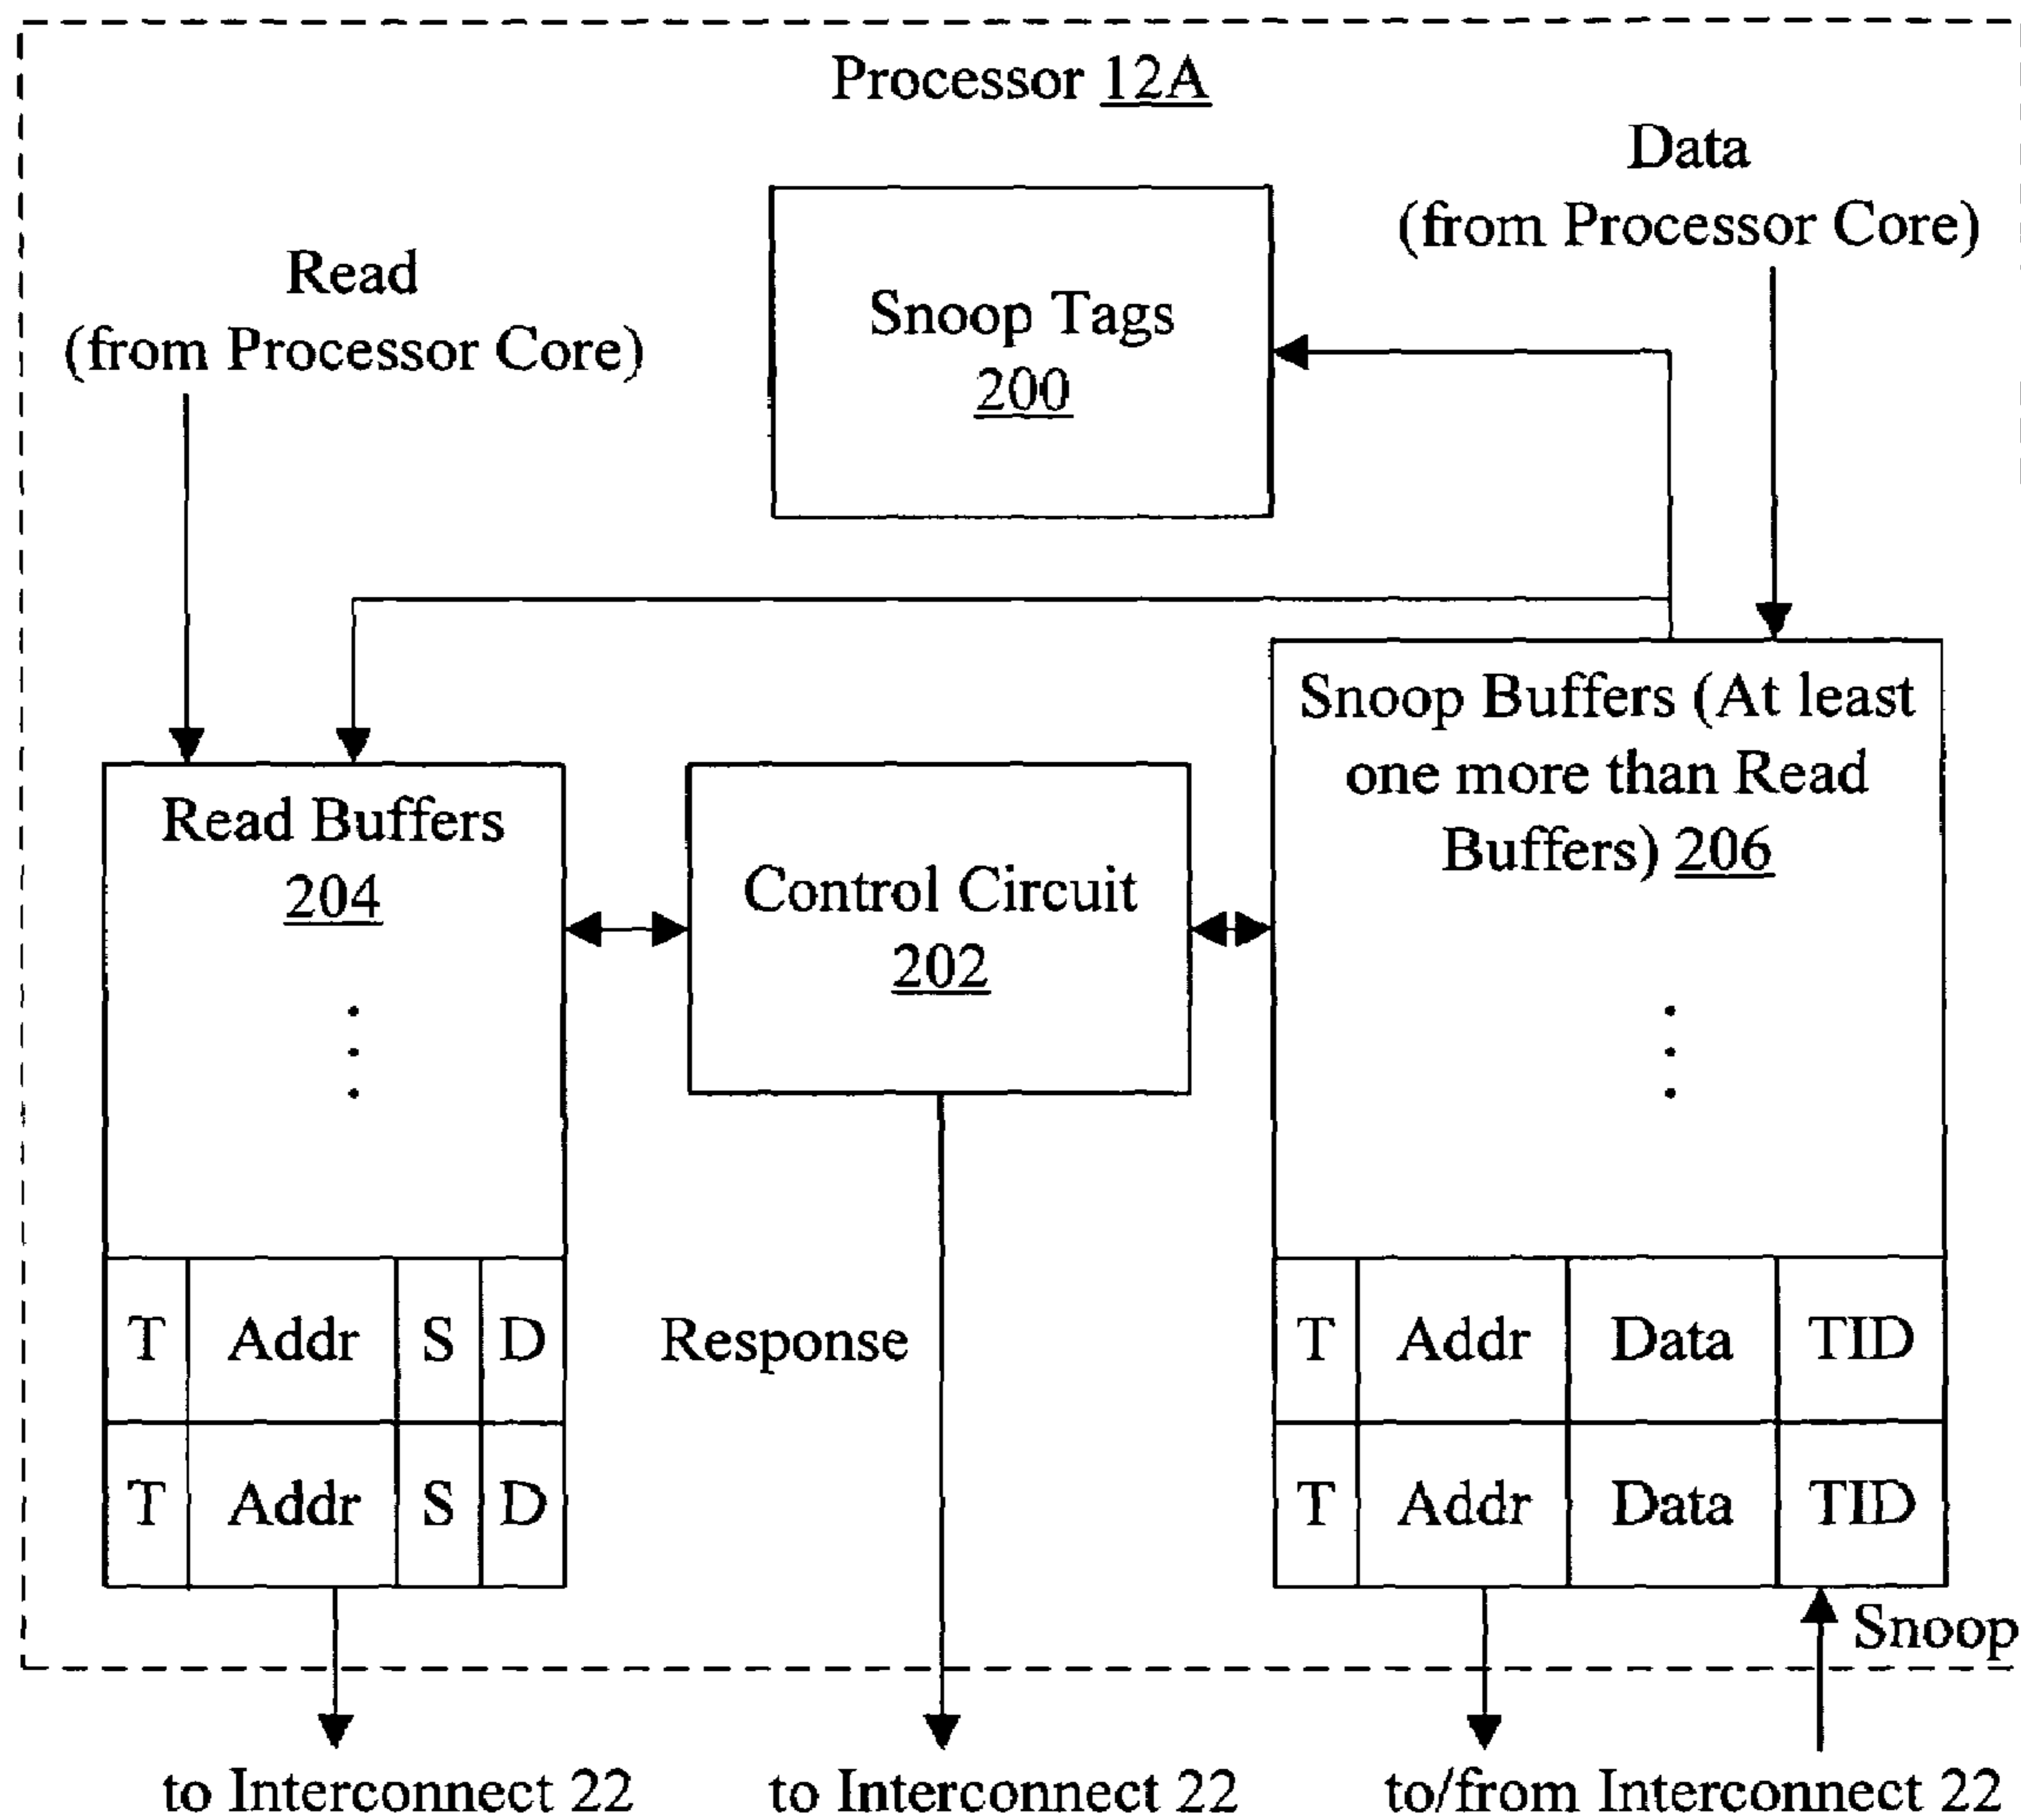 Processor 12A
Data
(from Processor Core)
Read
(from Processor Core)
Snoop Tags
200
Snoop Buffers (At least
one more than Read
Buffers) 206
Read Buffers
204
Control Circuit
202
T Addr S D
Response
T Addr Data TID
T Addr S D
T Addr Data TID
Snoop
to Interconnect 22
to Interconnect 22
to/from Interconnect 22